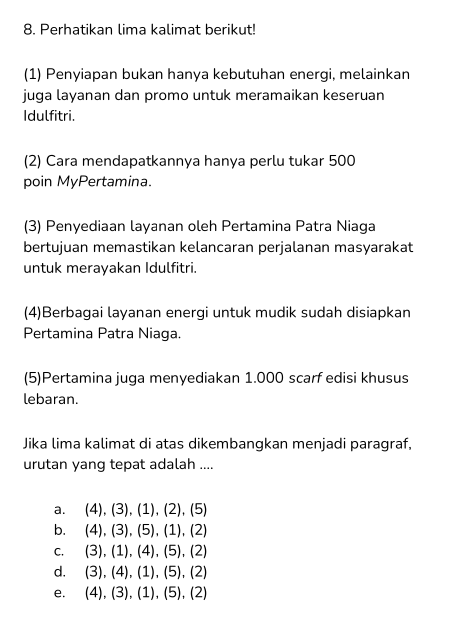 8. Perhatikan lima kalimat berikut!
(1) Penyiapan bukan hanya kebutuhan energi, melainkan
juga layanan dan promo untuk meramaikan keseruan
Idulfitri.
(2) Cara mendapatkannya hanya perlu tukar 500
poin MyPertamina.
(3) Penyediaan layanan oleh Pertamina Patra Niaga
bertujuan memastikan kelancaran perjalanan masyarakat
untuk merayakan Idulfitri.
(4)Berbagai layanan energi untuk mudik sudah disiapkan
Pertamina Patra Niaga.
(5)Pertamina juga menyediakan 1.000 scarf edisi khusus
lebaran.
Jika lima kalimat di atas dikembangkan menjadi paragraf,
urutan yang tepat adalah ....
a. (4), (3), (1), (2), (5)
b. (4), (3), (5), (1), (2)
c. (3), (1), (4), (5), (2)
d. (3), (4), (1), (5), (2)
e. (4), (3), (1), (5), (2)